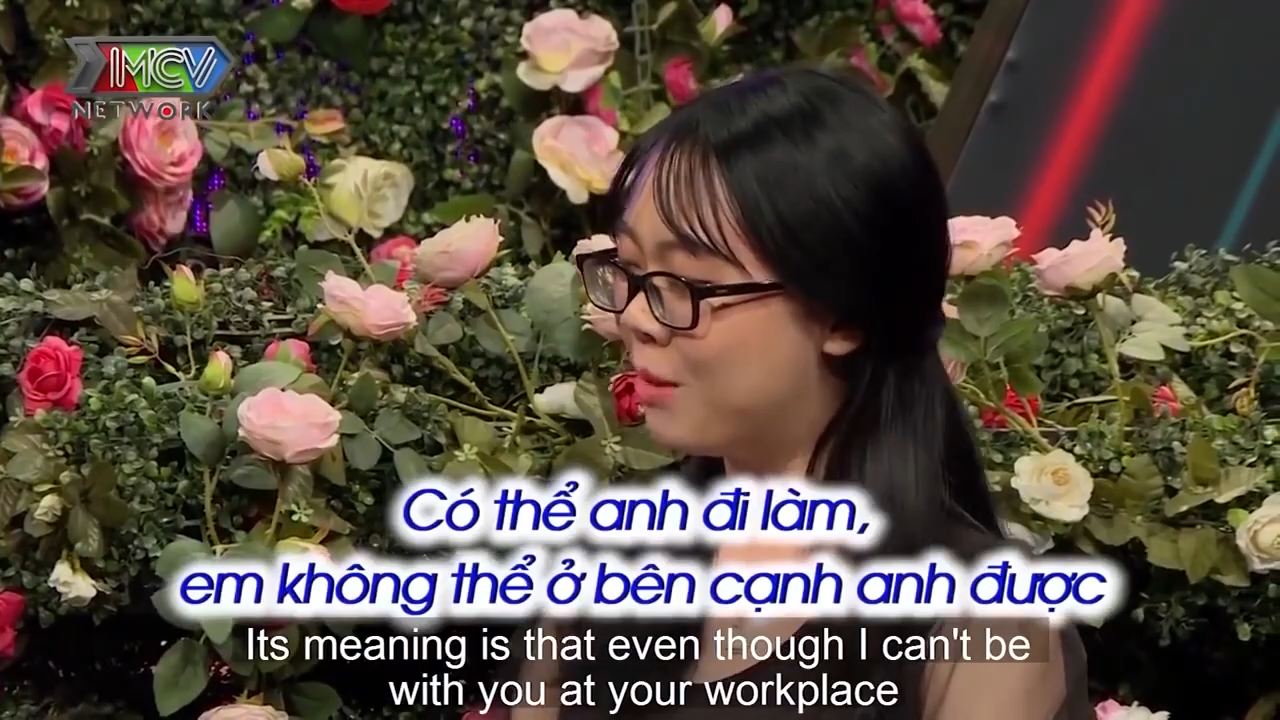 MCV
NETWORK
Có thể anh đi làm,
em không thể ở bên cạnh anh được
Its meaning is that even though I can't be
with you at your workplace